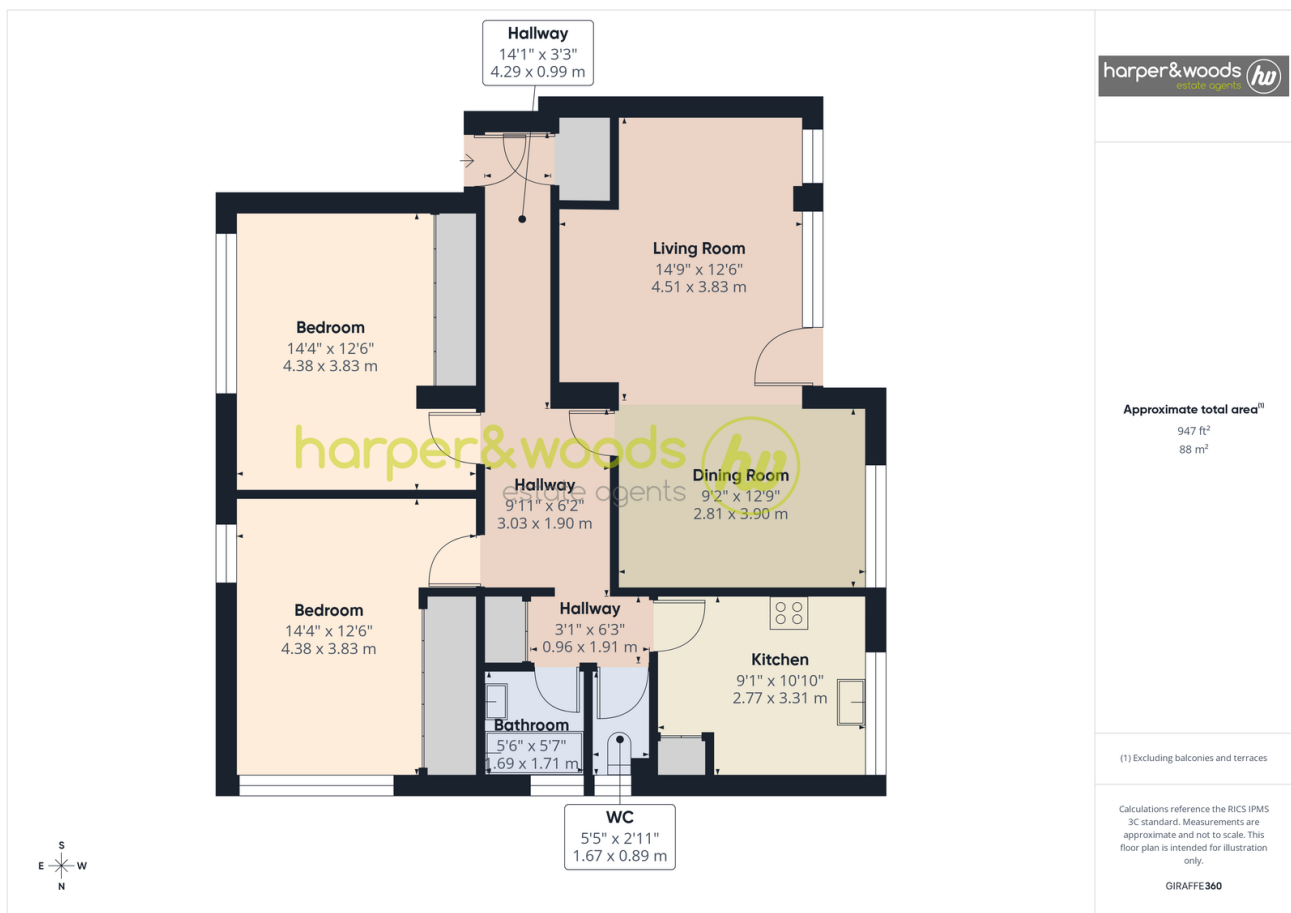 Hallway
14'1" x 3'3"
4.29 x 0.99 m
harper&woods hw
estate agents
Living Room
14'9" x 12'6"
4.51 x 3.83 m
Bedroom
14'4" x 12'6"
4.38 x 3.83 m
Approximate total area(1)
947 ft²
88 m²
harper&woods hw
estate agents
Hallway
9'11" x 6'2"
3.03 x 1.90 m
Dining Room
9'2" x 12'9"
2.81 x 3.90 m
Bedroom
14'4" x 12'6"
4.38 x 3.83 m
Hallway
3'1" x 6'3"
0.96 x 1.91 m
Kitchen
9'1" x 10'10"
2.77 x 3.31 m
Bathroom
5'6" x 5'7"
1.69 x 1.71 m
WC
5'5" x 2'11"
1.67 x 0.89 m
(1) Excluding balconies and terraces
Calculations reference the RICS IPMS
3C standard. Measurements are
approximate and not to scale. This
floor plan is intended for illustration
only.
GIRAFFE360
S
E W
N